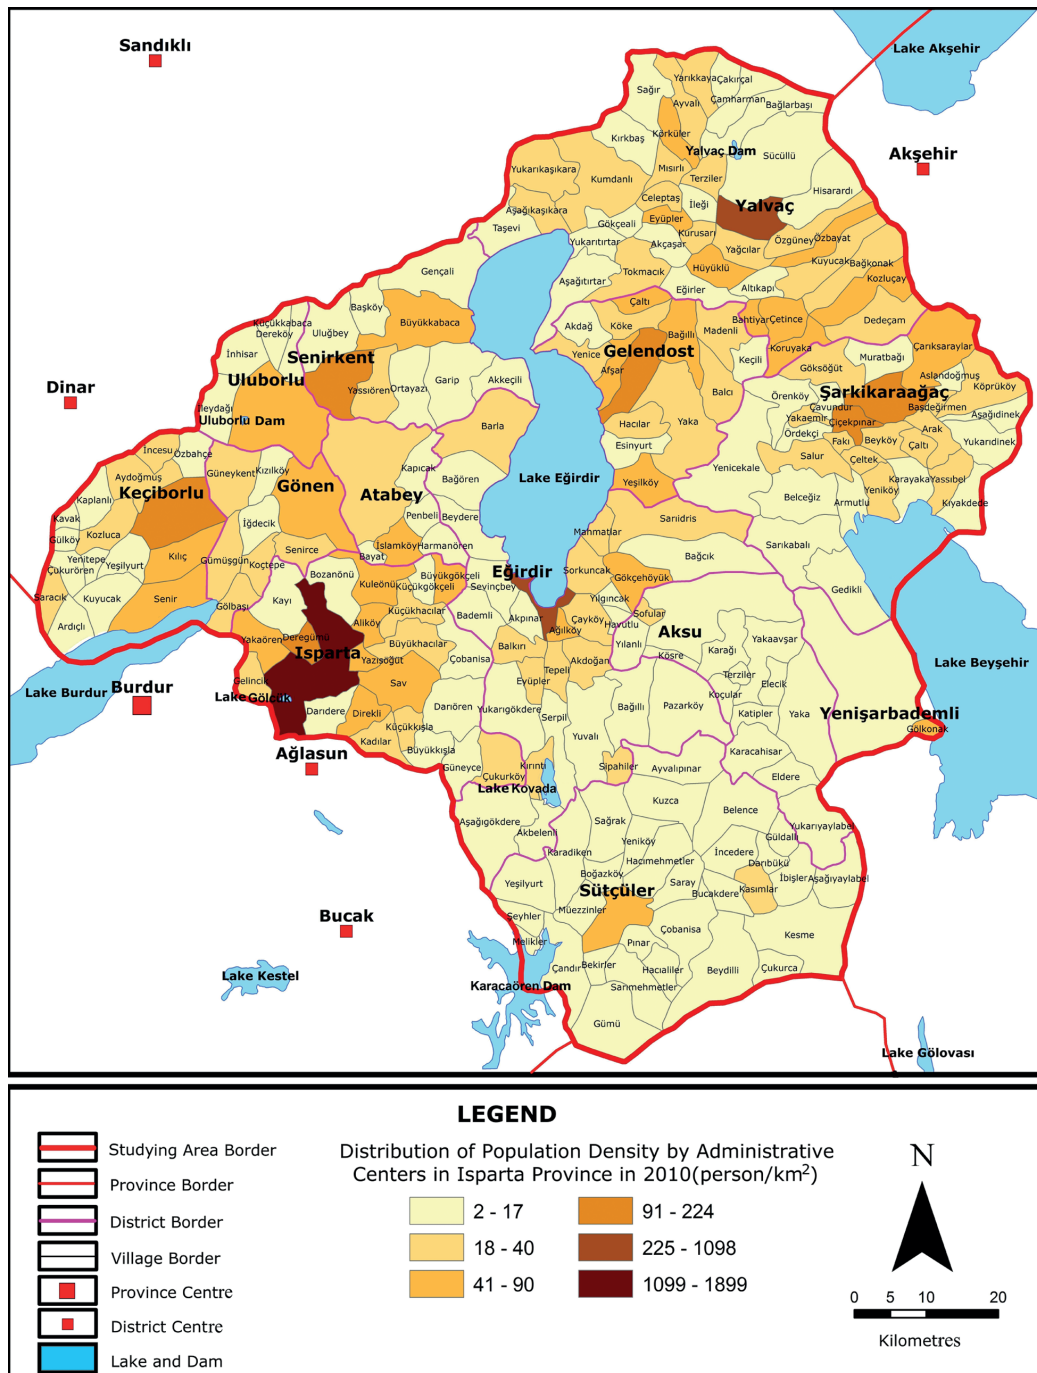 Sandıklı
Lake Akşehir
Yarıkkaya
Çakırçal
Sağır
Ayvalı
Çamharman
Bağlarbaşı
Kırkbaş
Körküler
Yalvaç Dam
Sücüllü
Akşehir
Yukarıkaşıkara
Kumdanlı
Mısırlı
Terziler
Hisarardı
Celeptaş
İleği
Yalvaç
Aşağıkaşıkara
Eyüpler
Taşevi
Gökçeali
Kurusarı
Yukarıtırtar
Akçaşar
Yağcılar
Özgüney
Özbayat
Kuyucak
Bağkonak
Gençali
Tokmacık
Hüyüklü
Kozluçay
Aşağıtırtar
Eğirler
Altıkapı
Başköy
Çaltı
Küçükkabaca
Dereköy
Uluğbey
Büyükkabaca
Akdağ
Köke
Bağıllı
Madenli
Bahtiyar
Çetince
Dedeçam
İnhisar
Senirkent
Yenice
Gelendost
Keçili
Koruyaka
Çarıksaraylar
Muratbağı
Göksöğüt
Afşar
Uluborlu
Yassıören
Ortayazı
Garip
Akkeçili
Aslandoğmuş
Köprüköy
Dinar
Balcı
Örenköy
Şarkikaraağaç
İleydağı
Çavundur
Başdeğirmen
Aşağıdinek
Uluborlu Dam
Barla
Hacılar
Yaka
Yakaemir
Çiçekpınar
Arak
Ördekçi
Fakı
Beyköy
Yukarıdinek
İncesu
Özbahçe
Esinyurt
Çaltı
Salur
Çeltek
Aydoğmuş
Güneykent
Kızılköy
Kapıcak
Yenicekale
Keçiborlu
Gönen
Atabey
Bağören
Lake Eğirdir
Yeşilköy
Karayaka
Yassıbel
Kaplanlı
Yeniköy
Belceğiz
Armutlu
Kıyakdede
Kavak
İğdecik
Penbeli
Beydere
Sarıidris
Gülköy
Kozluca
Mahmatlar
Yenitepe
Kılıç
Senirce
İslamköy
Harmanören
Sarıkabalı
Çukurören
Yeşilyurt
Gümüşgün
Koçtepe
Bayat
Bağcık
Eğirdir
Sorkuncak
Bozanönü
Kuleönü
Büyükgökçeli
Küçükgökçeli
Sevinçbey
Gökçehöyük
Gedikli
Saracık
Kuyucak
Senir
Gölbaşı
Kayı
Küçükhacılar
Bademli
Akpınar
Yılgıncak
Sofular
Ardıçlı
Aliköy
Ağılköy
Çayköy
Havutlu
Aksu
Yakaören
Deregümü
Isparta
Büyükhacılar
Balkırı
Yılanlı
Yakaavşar
Yazısöğüt
Çobanisa
Akdoğan
Köşre
Karağı
Lake Beyşehir
Gelincik
Sav
Tepeli
Eyüpler
Terziler
Elecik
Lake Burdur
Burdur
Lake Gölcük
Koçular
Darıdere
Direkli
Darıören
Yukarıgökdere
Bağıllı
Pazarköy
Katipler
Yaka
Yenişarbademli
Serpil
Gölkonak
Küçükkışla
Yuvalı
Kadılar
Büyükkışla
Karacahisar
Ağlasun
Güneyce
Kırıntı
Sipahiler
Ayvalıpınar
Çukurköy
Eldere
Lake Kovada
Kuzca
Belence
Aşağıgökdere
Sağrak
Yukarıyaylabel
Akbelenli
Yeniköy
Güldallı
Karadiken
Hacımehmetler
İncedere
Darıbükü
Boğazköy
Yeşilyurt
Sütçüler
Saray
Bucakdere
Kasımlar
İbişler
Aşağıyaylabel
Bucak
Şeyhler
Müezzinler
Çobanisa
Kesme
Melikler
Pınar
Lake Kestel
Çandır
Bekirler
Hacıaliler
Beydilli
Çukurca
Karacaören Dam
Sarımehmetler
Gümü
Lake Gölovası
LEGEND
Studying Area Border
Province Border
District Border
Village Border
Province Centre
District Centre
Lake and Dam
Distribution of Population Density by Administrative
Centers in Isparta Province in 2010(person/km²)
2 - 17
18 - 40
41 - 90
91 - 224
225 - 1098
1099 - 1899
N
0 5 10 20
Kilometres